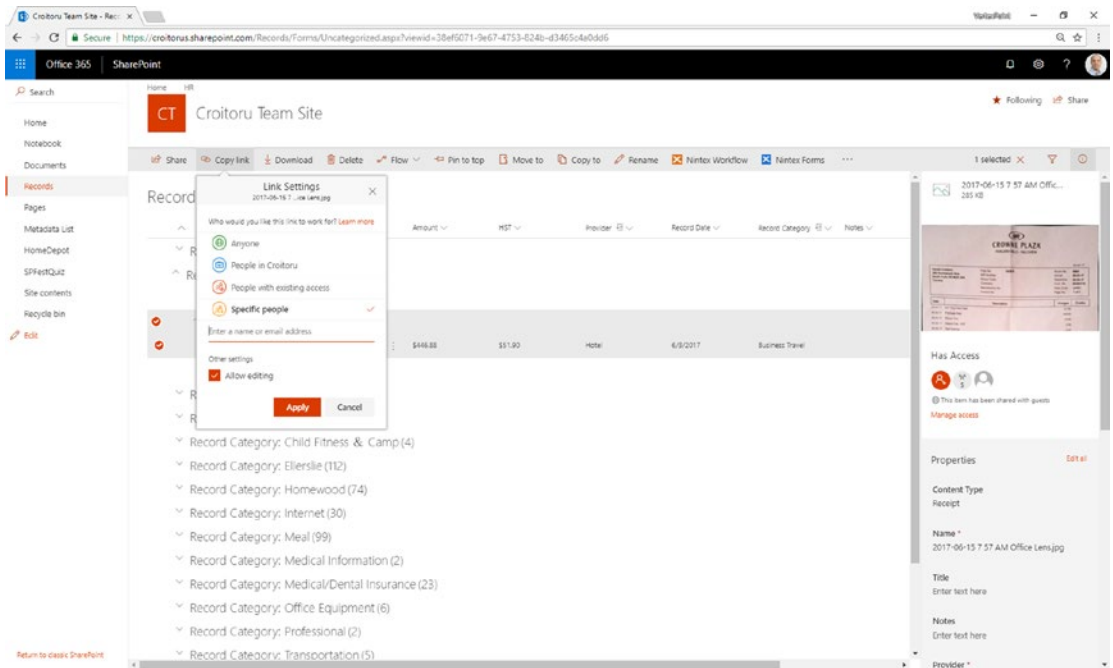 Croitoru Team Site - Reco
Secure | https://croitorus.sharepoint.com/Records/Forms/Uncategorized.aspx?viewid=38ef6071-9e67-4753-824b-d3465c4a0dd6
Office 365 SharePoint
Search
Home
Notebook
Documents
Records
Pages
Metadata List
HomeDepot
SPFestQuiz
Site contents
Recycle bin
Edit
Return to classic SharePoint
Home HR
CT Croitoru Team Site
Following Share
Share Copy link Download Delete Flow Pin to top Move to Copy to Rename Nintex Workflow Nintex Forms ... 1 selected
Record
Link Settings
2017-06-15 7 ...ice Lens.jpg
Who would you like this link to work for? Learn more
Anyone
People in Croitoru
People with existing access
Specific people
Enter a name or email address
Other settings
Allow editing
Apply Cancel
Amount HST Provider Record Date Record Category Notes
$446.88 $51.90 Hotel 6/8/2017 Business Travel
Record Category: Child Fitness & Camp (4)
Record Category: Ellerslie (112)
Record Category: Homewood (74)
Record Category: Internet (30)
Record Category: Meal (99)
Record Category: Medical Information (2)
Record Category: Medical/Dental Insurance (23)
Record Category: Office Equipment (6)
Record Category: Professional (2)
Record Category: Transportation (5)
2017-06-15 7 57 AM Offic...
285 KB
CROWNE PLAZA
Has Access
This item has been shared with guests
Manage access
Properties Edit all
Content Type
Receipt
Name *
2017-06-15 7 57 AM Office Lens.jpg
Title
Enter text here
Notes
Enter text here
Provider *